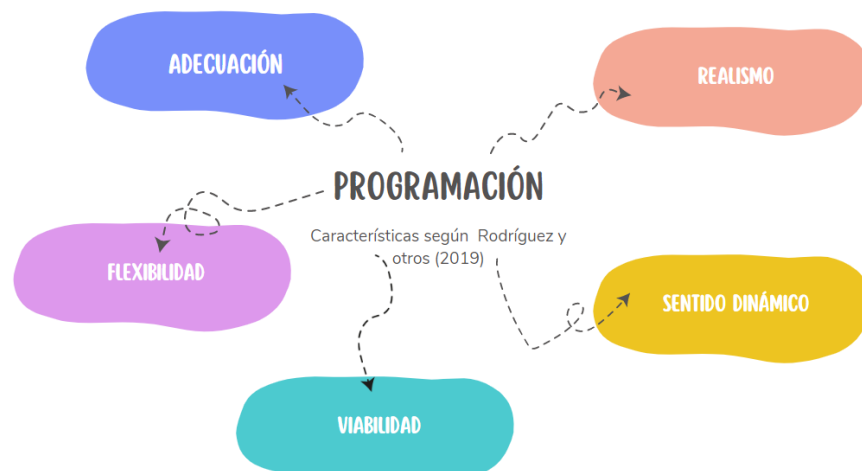 ADECUACIÓN
REALISMO
PROGRAMACIÓN
Características según Rodríguez y
otros (2019)
FLEXIBILIDAD
SENTIDO DINÁMICO
VIABILIDAD